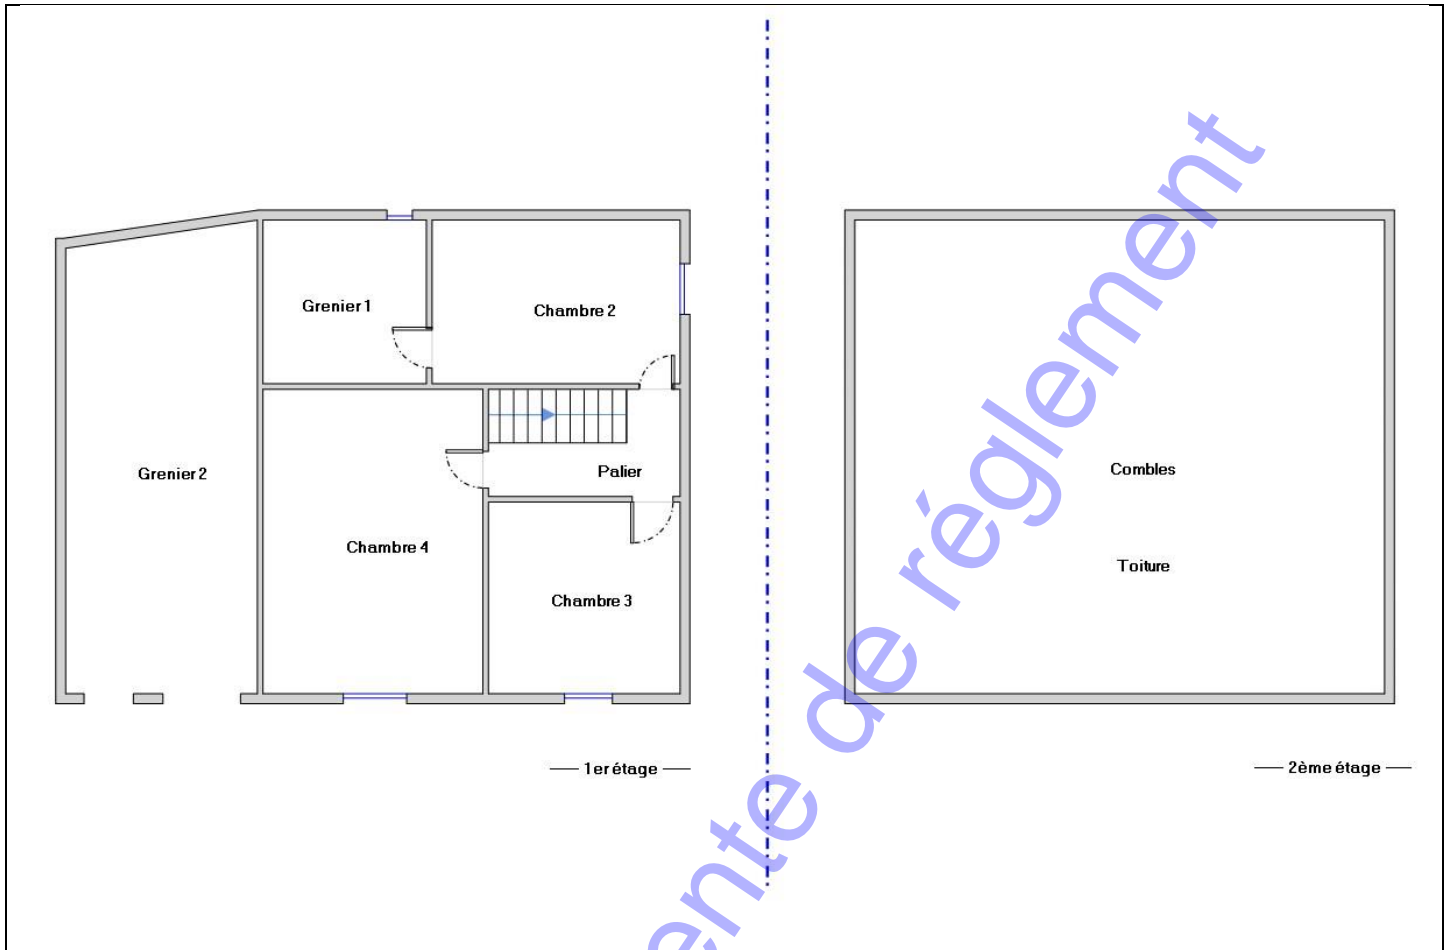 Grenier 1
Chambre 2
Grenier 2
Palier
Chambre 4
Chambre 3
1er étage
Combles
Toiture
2ème étage
de réglement